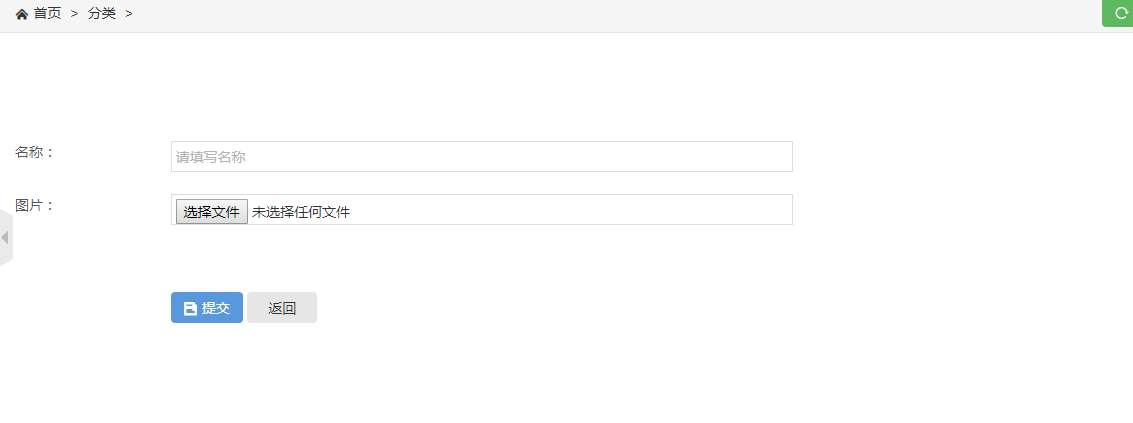 首页 > 分类 >
名称：
请填写名称
图片：
选择文件 未选择任何文件
提交 返回